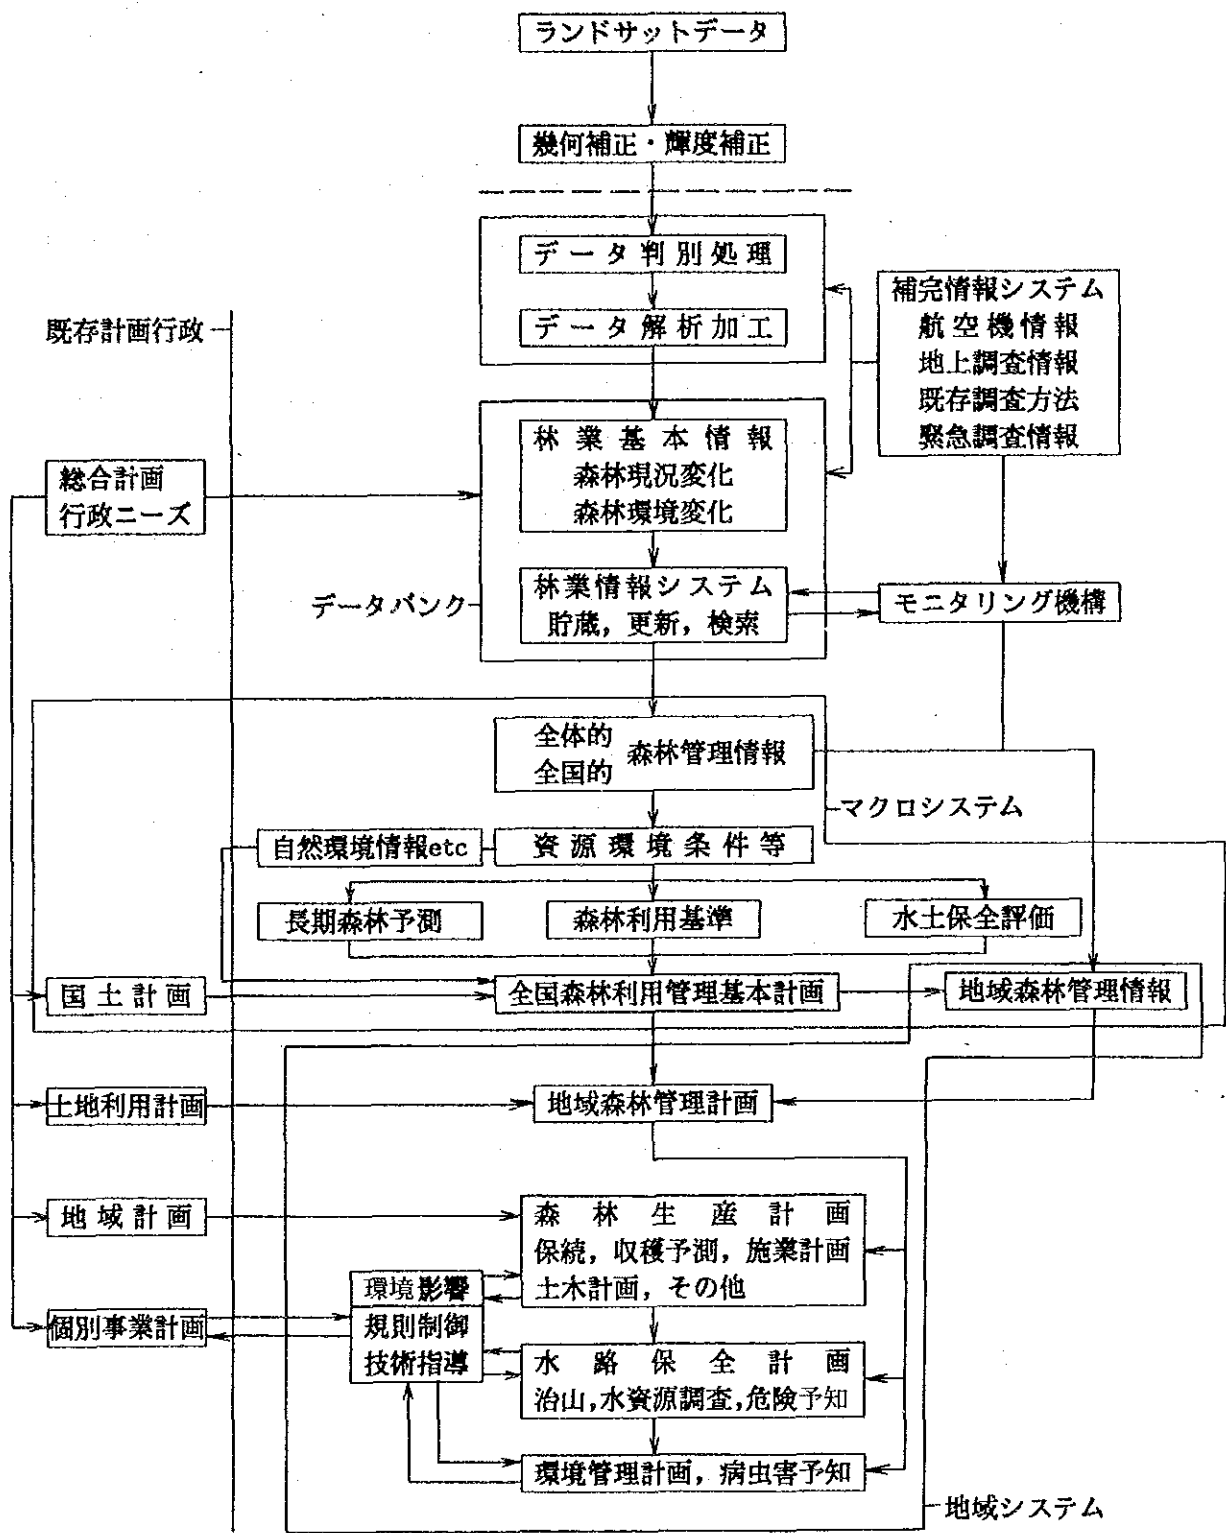 ランドサットデータ
幾何補正・輝度補正
データ判別処理
データ解析加工
補完情報システム
航空機情報
地上調査情報
既存調査方法
緊急調査情報
既存計画行政
林業基本情報
森林現況変化
森林環境変化
総合計画
行政ニーズ
林業情報システム
貯蔵，更新，検索
データバンク
モニタリング機構
全体的
全国的
森林管理情報
マクロシステム
自然環境情報etc
資源環境条件等
長期森林予測
森林利用基準
水土保全評価
国土計画
全国森林利用管理基本計画
地域森林管理情報
土地利用計画
地域森林管理計画
地域計画
森林生産計画
保続，収穫予測，施業計画
土木計画，その他
環境影響
規則制御
技術指導
個別事業計画
水路保全計画
治山,水資源調査,危険予知
環境管理計画，病虫害予知
地域システム